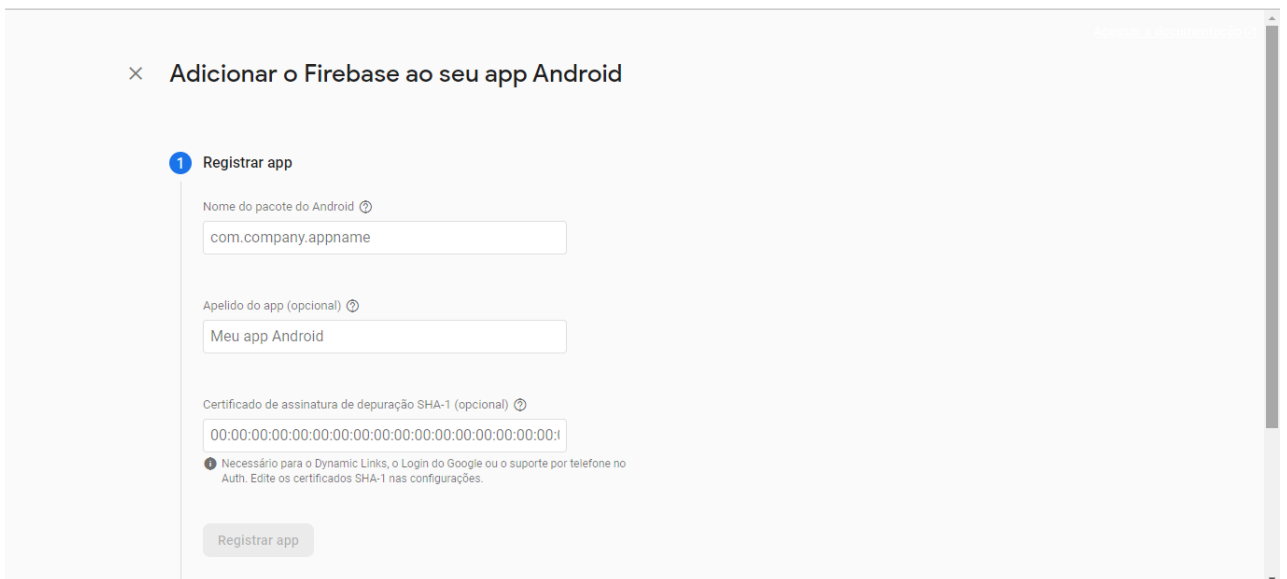 Adicionar o Firebase ao seu app Android
1 Registrar app
Nome do pacote do Android
com.company.appname
Apelido do app (opcional)
Meu app Android
Certificado de assinatura de depuração SHA-1 (opcional)
00:00:00:00:00:00:00:00:00:00:00:00:00:00:00:00:00:
Necessário para o Dynamic Links, o Login do Google ou o suporte por telefone no
Auth. Edite os certificados SHA-1 nas configurações.
Registrar app